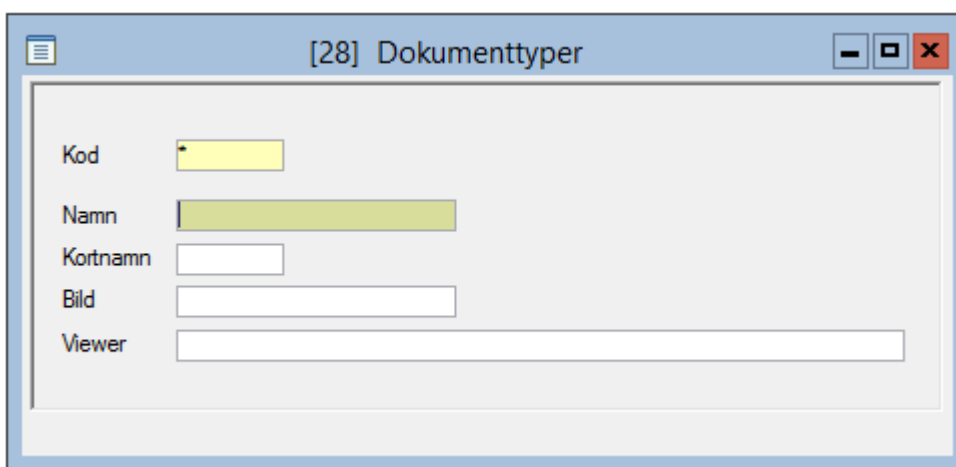 [28] Dokumenttyper
Kod *
Namn
Kortnamn
Bild
Viewer